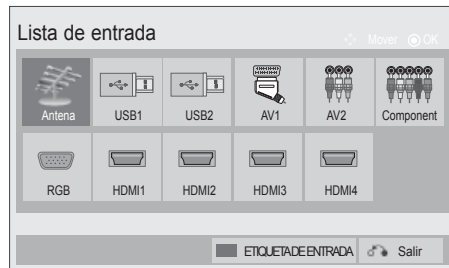 Lista de entrada
Mover OK
Antena USB1 USB2 AV1 AV2 Component
RGB HDMI1 HDMI2 HDMI3 HDMI4
ETIQUETA DE ENTRADA Salir